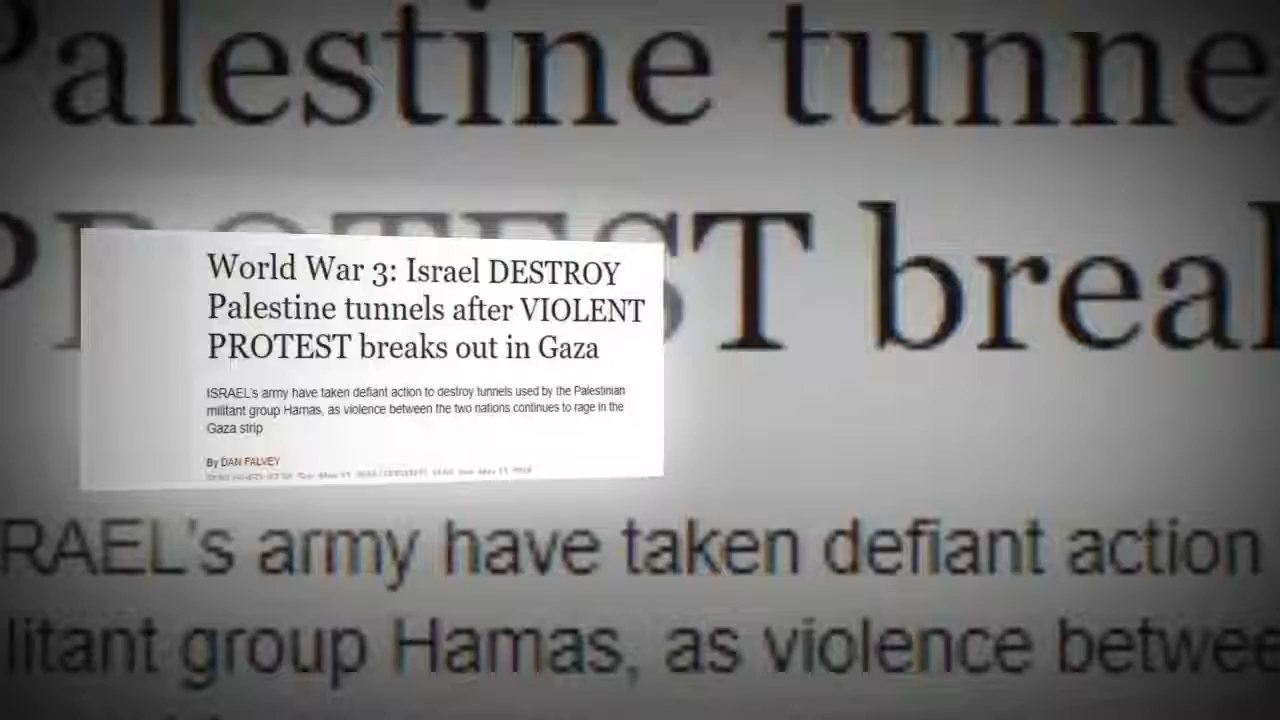 Palestine tunne
PROTEST break
World War 3: Israel DESTROY
Palestine tunnels after VIOLENT
PROTEST breaks out in Gaza
ISRAEL's army have taken defiant action to destroy tunnels used by the Palestinian
militant group Hamas, as violence between the two nations continues to rage in the
Gaza strip
By DAN FALVEY
RAEL's army have taken defiant action
litant group Hamas, as violence betwee